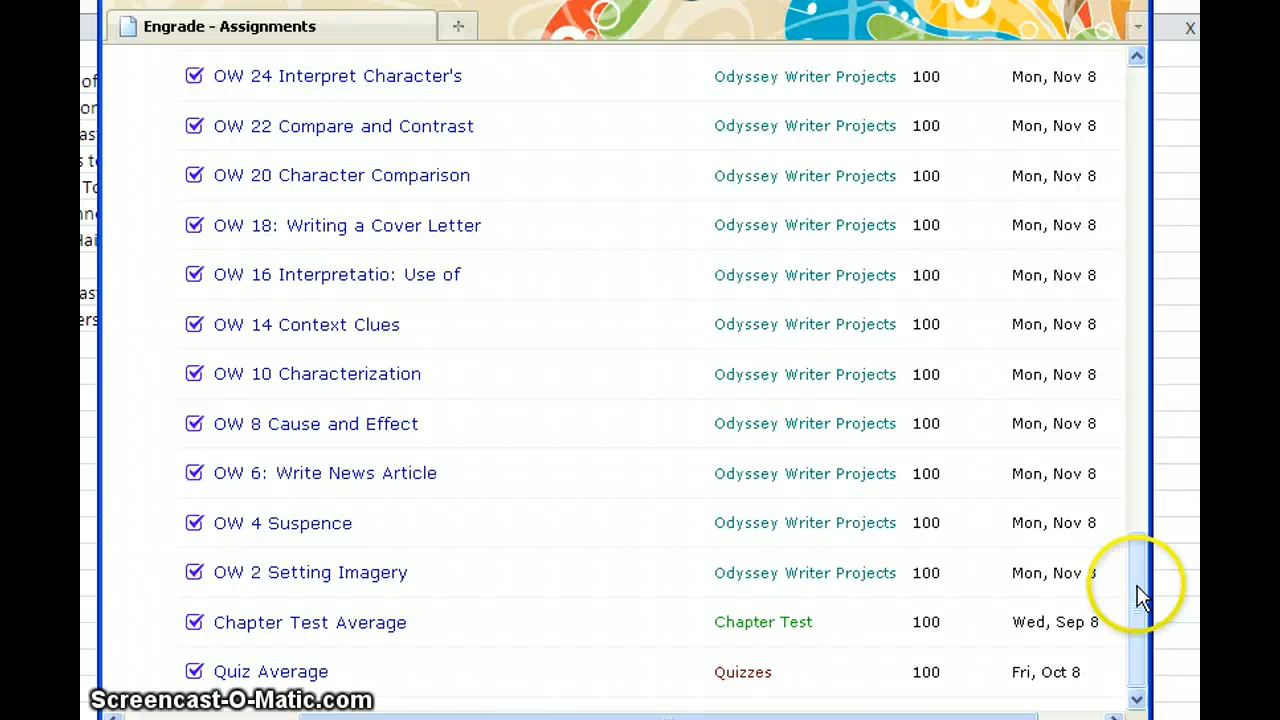 Engrade - Assignments
X
OW 24 Interpret Character's Odyssey Writer Projects 100 Mon, Nov 8
OW 22 Compare and Contrast Odyssey Writer Projects 100 Mon, Nov 8
OW 20 Character Comparison Odyssey Writer Projects 100 Mon, Nov 8
OW 18: Writing a Cover Letter Odyssey Writer Projects 100 Mon, Nov 8
OW 16 Interpretatio: Use of Odyssey Writer Projects 100 Mon, Nov 8
OW 14 Context Clues Odyssey Writer Projects 100 Mon, Nov 8
OW 10 Characterization Odyssey Writer Projects 100 Mon, Nov 8
OW 8 Cause and Effect Odyssey Writer Projects 100 Mon, Nov 8
OW 6: Write News Article Odyssey Writer Projects 100 Mon, Nov 8
OW 4 Suspence Odyssey Writer Projects 100 Mon, Nov 8
OW 2 Setting Imagery Odyssey Writer Projects 100 Mon, Nov 8
Chapter Test Average Chapter Test 100 Wed, Sep 8
Quiz Average Quizzes 100 Fri, Oct 8
Screencast-O-Matic.com